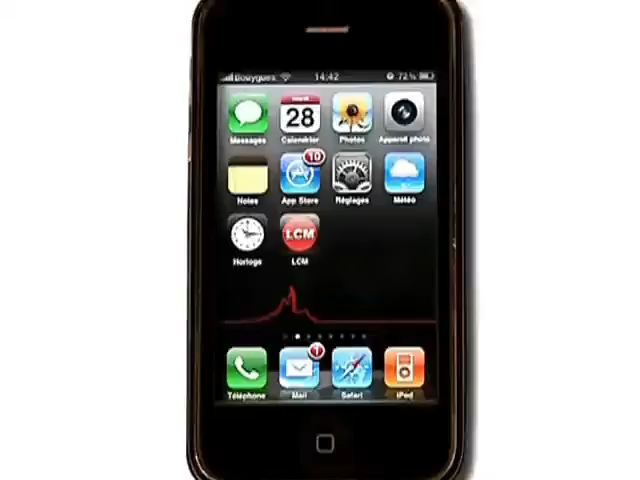 Bouygues 14:42 72 %
28
Messages Calendrier Photos Appareil photo
10
Notes App Store Réglages Météo
LCM
Horloge LCM
1
Téléphone Mail Safari iPod